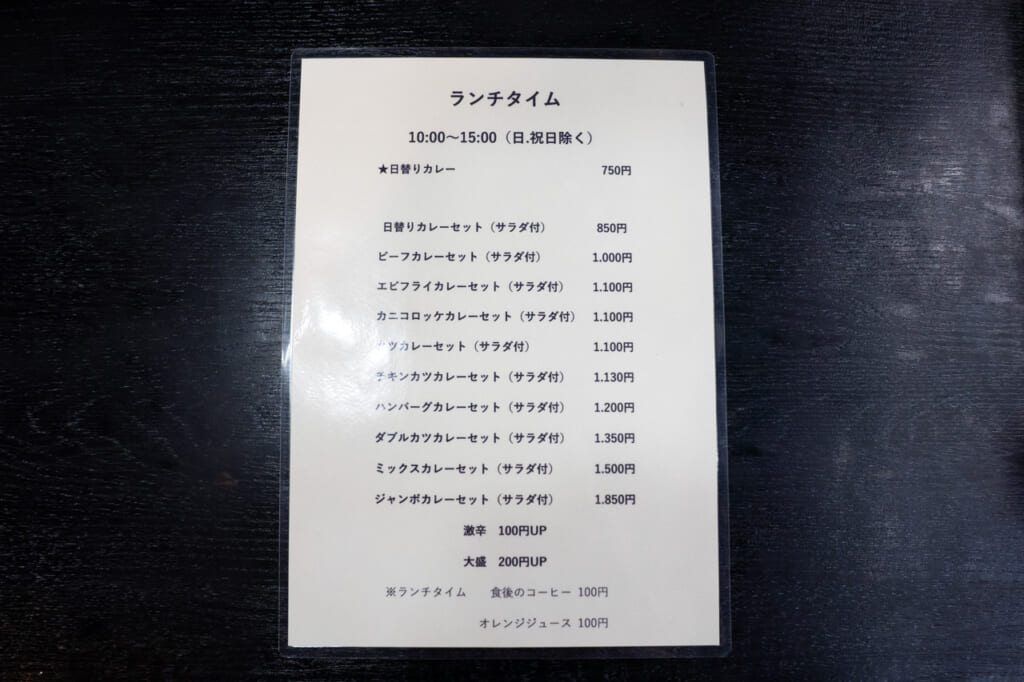 ランチタイム
10:00～15:00（日.祝日除く）
★日替りカレー 750円
日替りカレーセット（サラダ付） 850円
ビーフカレーセット（サラダ付） 1.000円
エビフライカレーセット（サラダ付） 1.100円
カニコロッケカレーセット（サラダ付） 1.100円
カツカレーセット（サラダ付） 1.100円
チキンカツカレーセット（サラダ付） 1.130円
ハンバーグカレーセット（サラダ付） 1.200円
ダブルカツカレーセット（サラダ付） 1.350円
ミックスカレーセット（サラダ付） 1.500円
ジャンボカレーセット（サラダ付） 1.850円
激辛 100円UP
大盛 200円UP
※ランチタイム 食後のコーヒー 100円
オレンジジュース 100円